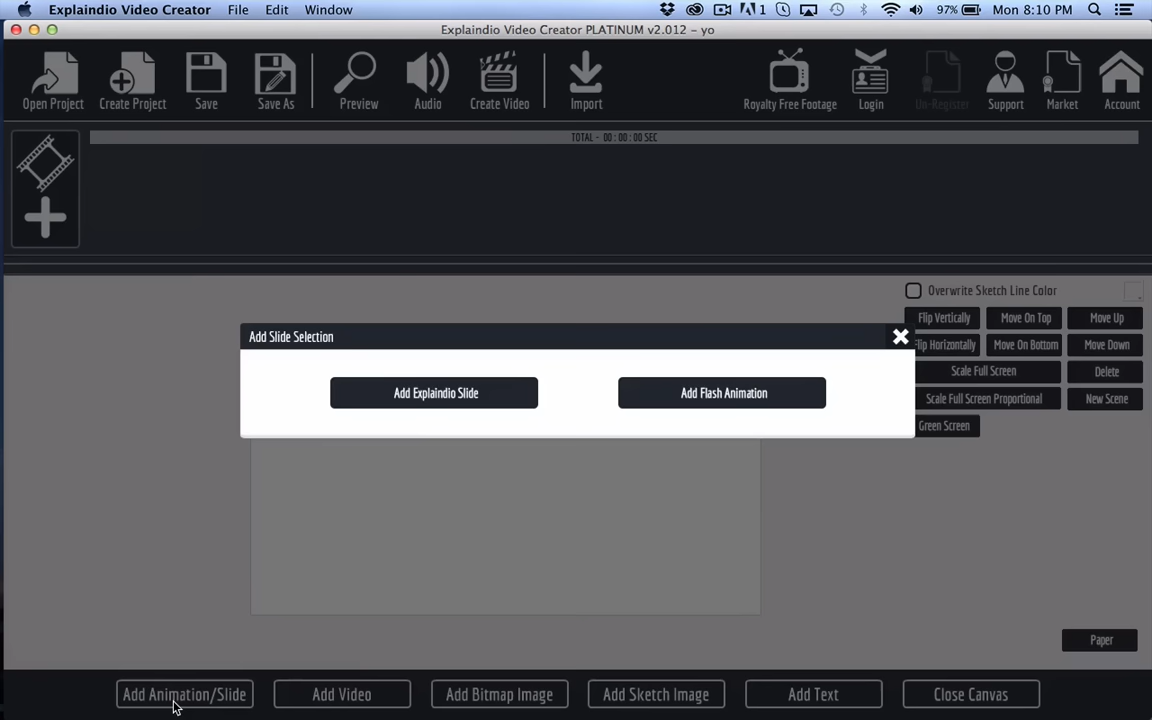 Explaindio Video Creator File Edit Window 1 97% Mon 8:10 PM
Explaindio Video Creator PLATINUM v2.012 - yo
Open Project Create Project Save Save As Preview Audio Create Video Import Royalty Free Footage Login Un-Register Support Market Account
TOTAL - 00 : 00 : 00 SEC
Overwrite Sketch Line Color
Flip Vertically Move On Top Move Up
Add Slide Selection
Flip Horizontally Move On Bottom Move Down
Scale Full Screen Delete
Add Explaindio Slide Add Flash Animation
Scale Full Screen Proportional New Scene
Green Screen
Paper
Add Animation/Slide Add Video Add Bitmap Image Add Sketch Image Add Text Close Canvas